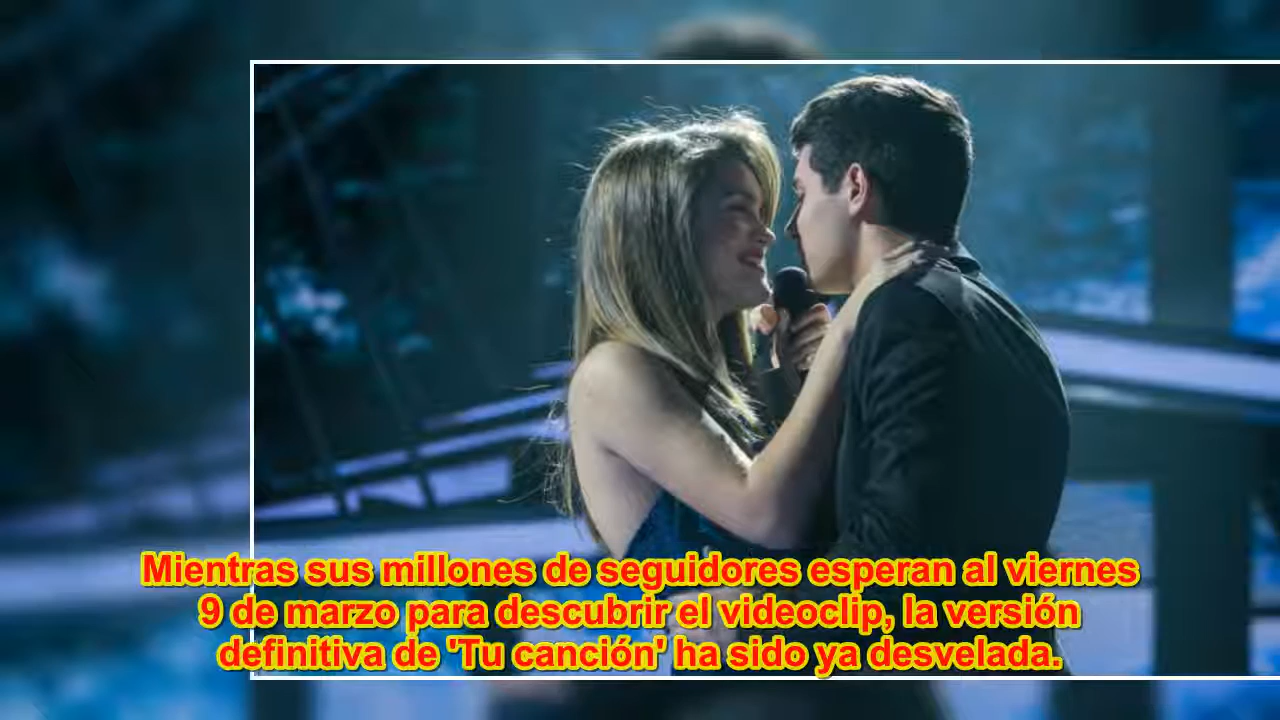 Mientras sus millones de seguidores esperan al viernes
9 de marzo para descubrir el videoclip, la versión
definitiva de 'Tu canción' ha sido ya desvelada.